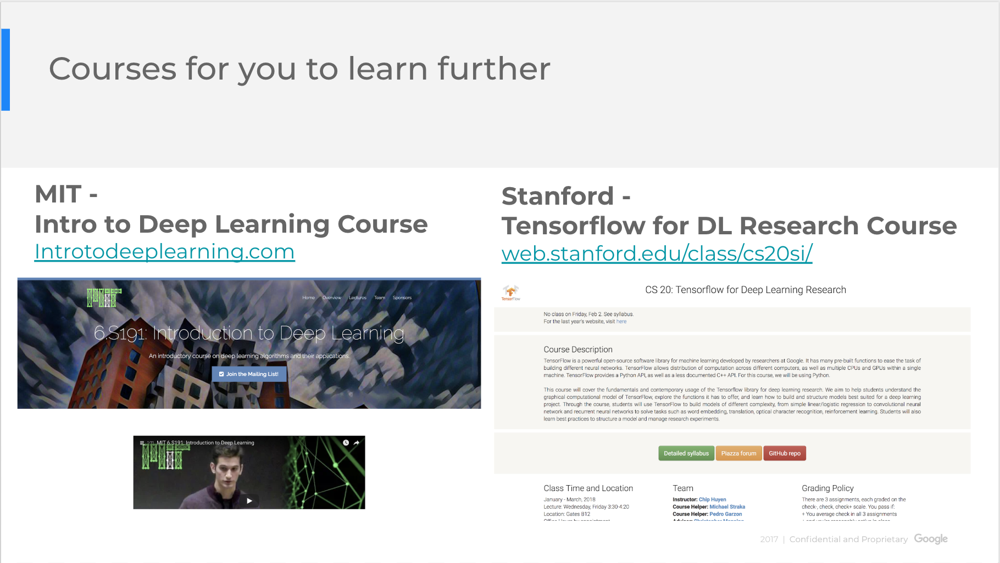 Courses for you to learn further
MIT -
Intro to Deep Learning Course
Introtodeeplearning.com
MIT
Home Overview Lectures Team Sponsors
6.S191: Introduction to Deep Learning
An introductory course on deep learning algorithms and their applications.
Join the Mailing List!
1/11 MIT 6.S191: Introduction to Deep Learning
MIT
Stanford -
Tensorflow for DL Research Course
web.stanford.edu/class/cs20si/
TensorFlow
CS 20: Tensorflow for Deep Learning Research
No class on Friday, Feb 2. See syllabus.
For the last year's website, visit here
Course Description
TensorFlow is a powerful open-source software library for machine learning developed by researchers at Google. It has many pre-built functions to ease the task of
building different neural networks. TensorFlow allows distribution of computation across different computers, as well as multiple CPUs and GPUs within a single
machine. TensorFlow provides a Python API, as well as a less documented C++ API. For this course, we will be using Python.
This course will cover the fundamentals and contemporary usage of the Tensorflow library for deep learning research. We aim to help students understand the
graphical computational model of TensorFlow, explore the functions it has to offer, and learn how to build and structure models best suited for a deep learning
project. Through the course, students will use TensorFlow to build models of different complexity, from simple linear/logistic regression to convolutional neural
network and recurrent neural networks to solve tasks such as word embedding, translation, optical character recognition, reinforcement learning. Students will also
learn best practices to structure a model and manage research experiments.
Detailed syllabus Piazza forum GitHub repo
Class Time and Location
January - March, 2018
Lecture: Wednesday, Friday 3:30-4:20
Location: Gates B12
Office Hours by appointment
Team
Instructor: Chip Huyen
Course Helper: Michael Straka
Course Helper: Pedro Garzon
Advisor: Christopher Manning
Grading Policy
There are 3 assignments, each graded on the
check-, check, check+ scale. You pass if:
+ You average check in all 3 assignments
+ and you're reasonably active in class
2017 | Confidential and Proprietary Google